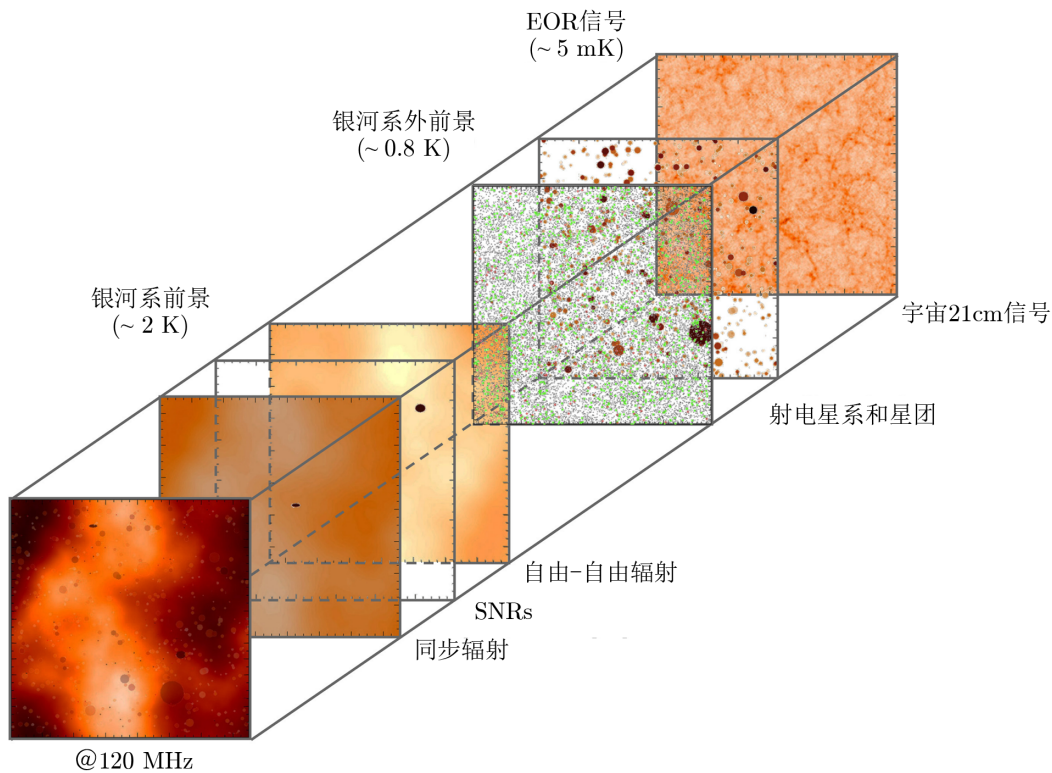 EOR信号
(~ 5 mK)
银河系外前景
(~ 0.8 K)
银河系前景
(~ 2 K)
宇宙21cm信号
射电星系和星团
自由-自由辐射
SNRs
同步辐射
@120 MHz